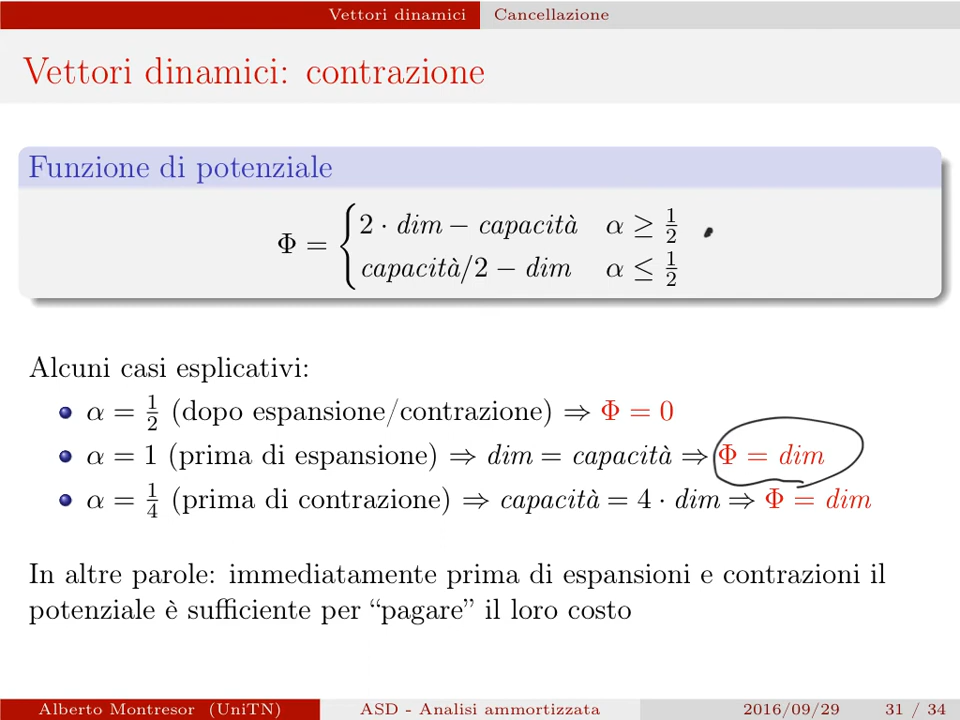 Vettori dinamici Cancellazione
Vettori dinamici: contrazione
Funzione di potenziale
Φ = { 2 · dim − capacità α ≥ 1/2
capacità/2 − dim α ≤ 1/2
Alcuni casi esplicativi:
α = 1/2 (dopo espansione/contrazione) ⇒ Φ = 0
α = 1 (prima di espansione) ⇒ dim = capacità ⇒ Φ = dim
α = 1/4 (prima di contrazione) ⇒ capacità = 4 · dim ⇒ Φ = dim
In altre parole: immediatamente prima di espansioni e contrazioni il
potenziale è sufficiente per “pagare” il loro costo
Alberto Montresor (UniTN) ASD - Analisi ammortizzata 2016/09/29 31 / 34